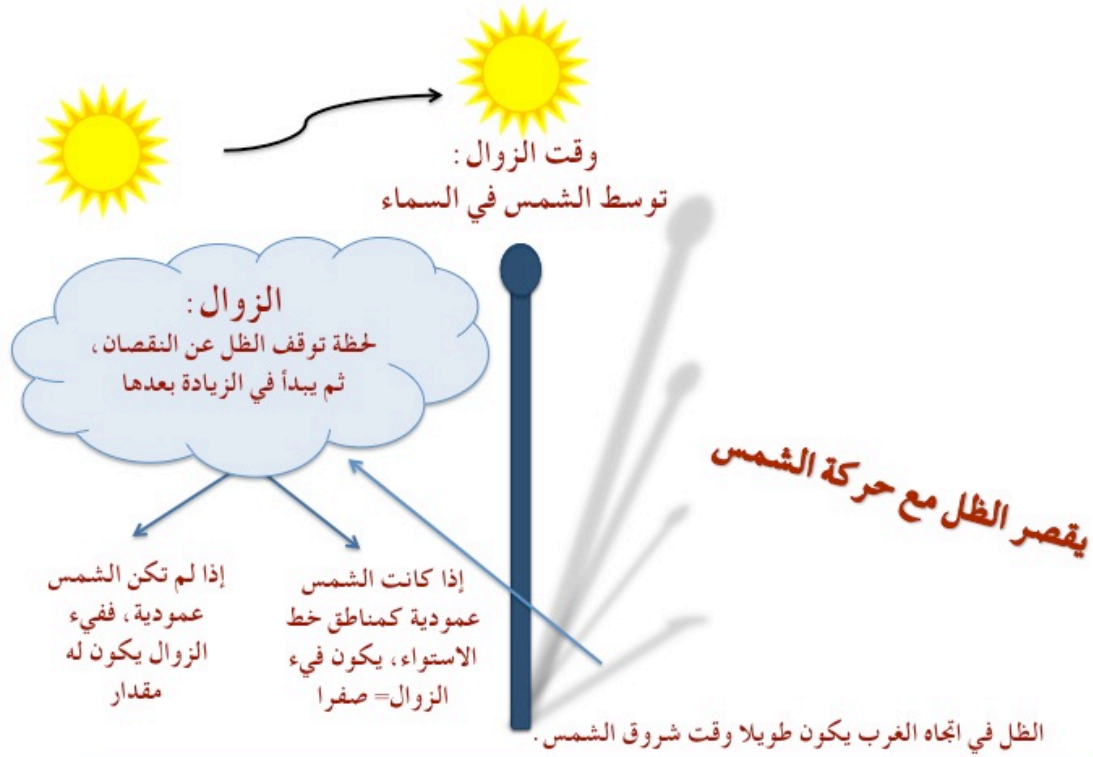 وقت الزوال :
توسط الشمس في السماء
الزوال :
لحظة توقف الظل عن النقصان ،
ثم يبدأ في الزيادة بعدها
يقصر الظل مع حركة الشمس
إذا كانت الشمس
عمودية كمناطق خط
الاستواء، يكون فيء
الزوال= صفرا
إذا لم تكن الشمس
عمودية ، ففيء
الزوال يكون له
مقدار
الظل في اتجاه الغرب يكون طويلا وقت شروق الشمس .